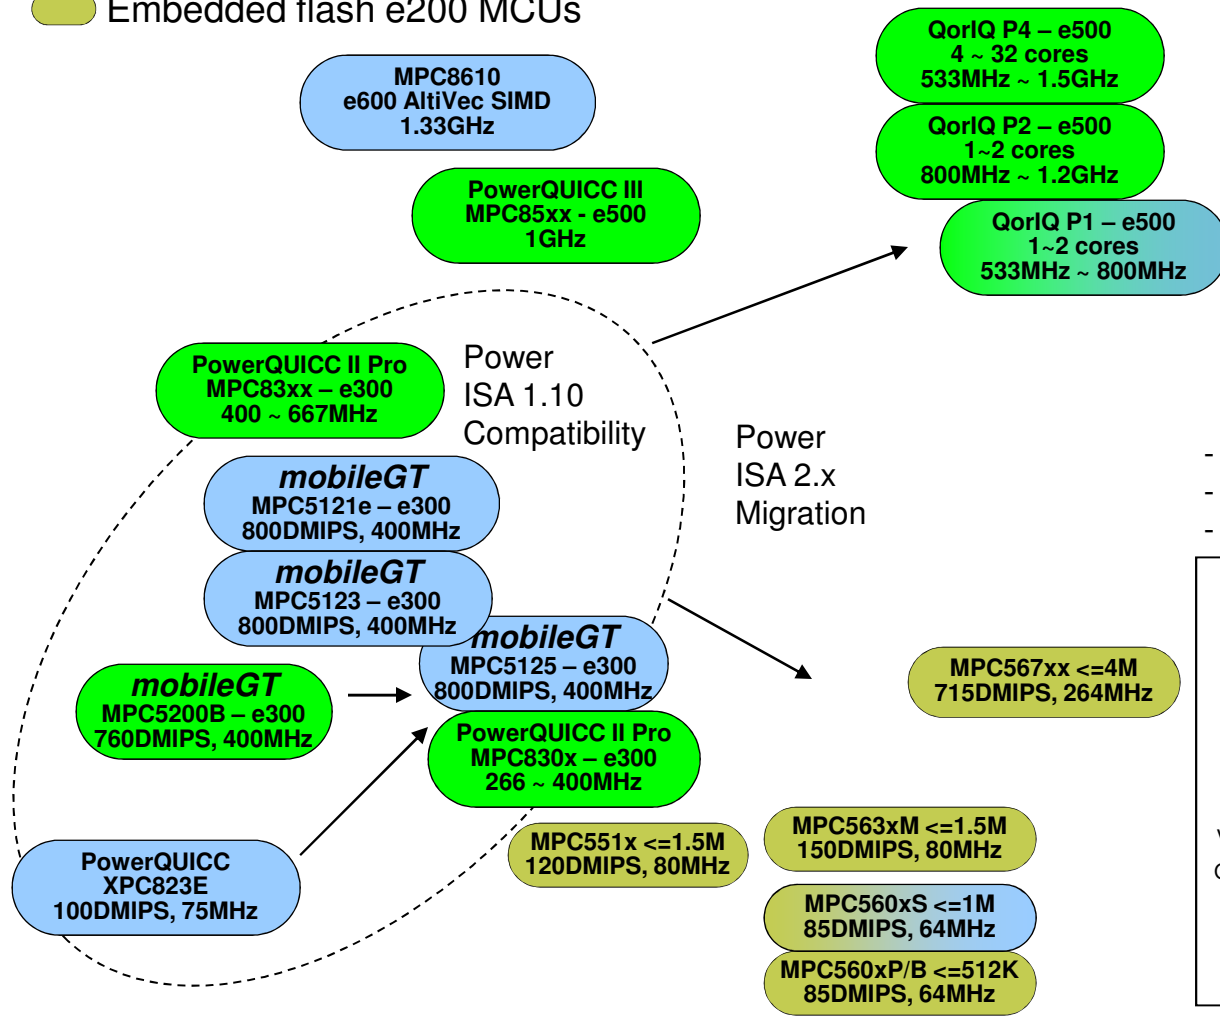 Embedded flash e200 MCUs
QorIQ P4 – e500
4 ~ 32 cores
533MHz ~ 1.5GHz
MPC8610
e600 AltiVec SIMD
1.33GHz
QorIQ P2 – e500
1~2 cores
800MHz ~ 1.2GHz
PowerQUICC III
MPC85xx - e500
1GHz
QorIQ P1 – e500
1~2 cores
533MHz ~ 800MHz
PowerQUICC II Pro
MPC83xx – e300
400 ~ 667MHz
Power
ISA 1.10
Compatibility
Power
ISA 2.x
Migration
-
-
-
mobileGT
MPC5121e – e300
800DMIPS, 400MHz
mobileGT
MPC5123 – e300
800DMIPS, 400MHz
mobileGT
MPC5125 – e300
800DMIPS, 400MHz
mobileGT
MPC5200B – e300
760DMIPS, 400MHz
MPC567xx <=4M
715DMIPS, 264MHz
PowerQUICC II Pro
MPC830x – e300
266 ~ 400MHz
MPC551x <=1.5M
120DMIPS, 80MHz
MPC563xM <=1.5M
150DMIPS, 80MHz
PowerQUICC
XPC823E
100DMIPS, 75MHz
MPC560xS <=1M
85DMIPS, 64MHz
MPC560xP/B <=512K
85DMIPS, 64MHz